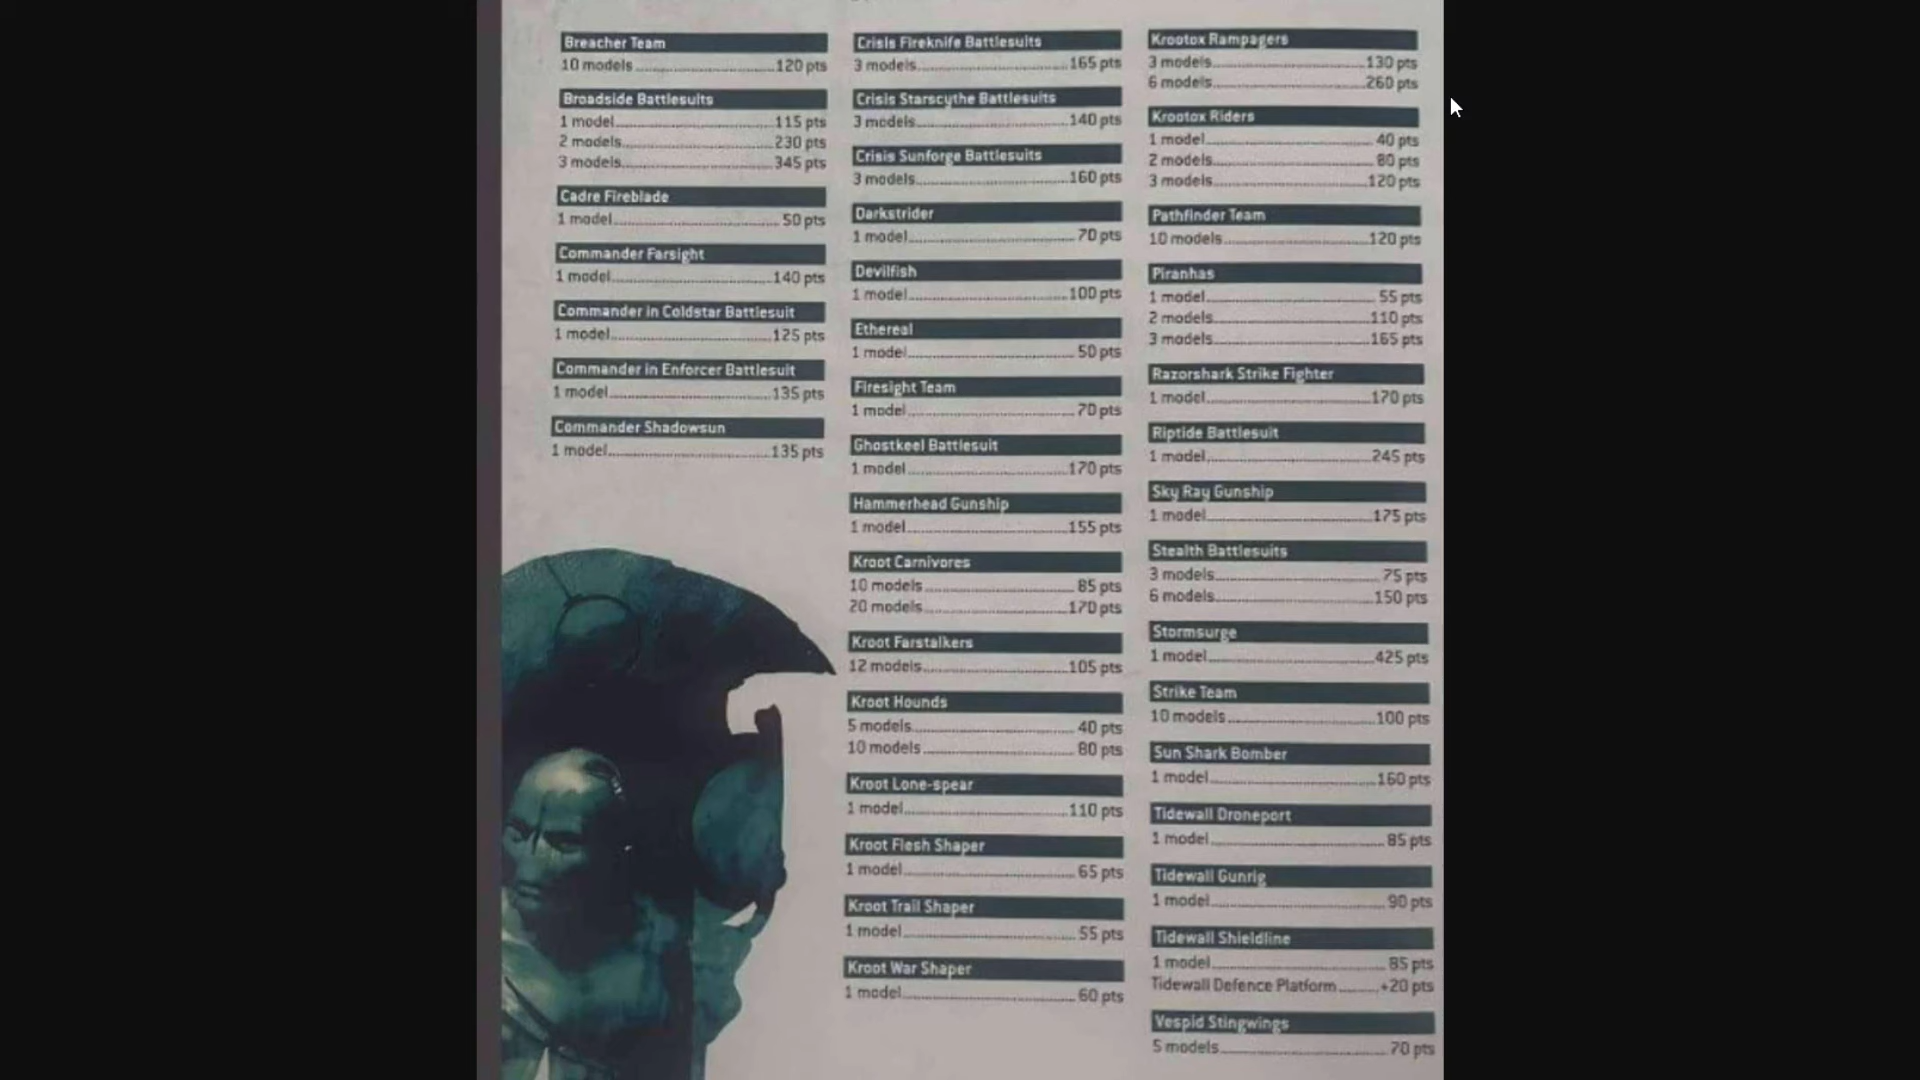 Breacher Team
10 models 120 pts
Broadside Battlesuits
1 model 115 pts
2 models 230 pts
3 models 345 pts
Cadre Fireblade
1 model 50 pts
Commander Farsight
1 model 140 pts
Commander in Coldstar Battlesuit
1 model 125 pts
Commander in Enforcer Battlesuit
1 model 135 pts
Commander Shadowsun
1 model 135 pts
Crisis Fireknife Battlesuits
3 models 165 pts
Crisis Starscythe Battlesuits
3 models 140 pts
Crisis Sunforge Battlesuits
3 models 160 pts
Darkstrider
1 model 70 pts
Devilfish
1 model 100 pts
Ethereal
1 model 50 pts
Firesight Team
1 model 70 pts
Ghostkeel Battlesuit
1 model 170 pts
Hammerhead Gunship
1 model 155 pts
Kroot Carnivores
10 models 85 pts
20 models 170 pts
Kroot Farstalkers
12 models 105 pts
Kroot Hounds
5 models 40 pts
10 models 80 pts
Kroot Lone-spear
1 model 110 pts
Kroot Flesh Shaper
1 model 65 pts
Kroot Trail Shaper
1 model 55 pts
Kroot War Shaper
1 model 60 pts
Krootox Rampagers
3 models 130 pts
6 models 260 pts
Krootox Riders
1 model 40 pts
2 models 80 pts
3 models 120 pts
Pathfinder Team
10 models 120 pts
Piranhas
1 model 55 pts
2 models 110 pts
3 models 165 pts
Razorshark Strike Fighter
1 model 170 pts
Riptide Battlesuit
1 model 245 pts
Sky Ray Gunship
1 model 175 pts
Stealth Battlesuits
3 models 75 pts
6 models 150 pts
Stormsurge
1 model 425 pts
Strike Team
10 models 100 pts
Sun Shark Bomber
1 model 160 pts
Tidewall Droneport
1 model 85 pts
Tidewall Gunrig
1 model 90 pts
Tidewall Shieldline
1 model 85 pts
Tidewall Defence Platform +20 pts
Vespid Stingwings
5 models 70 pts